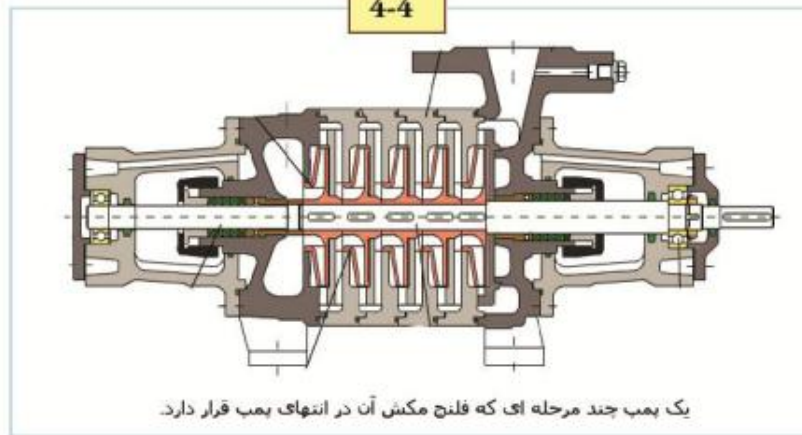 4-4
یک پمپ چند مرحله ای که فلنج مکش آن در انتهای پمپ قرار دارد.